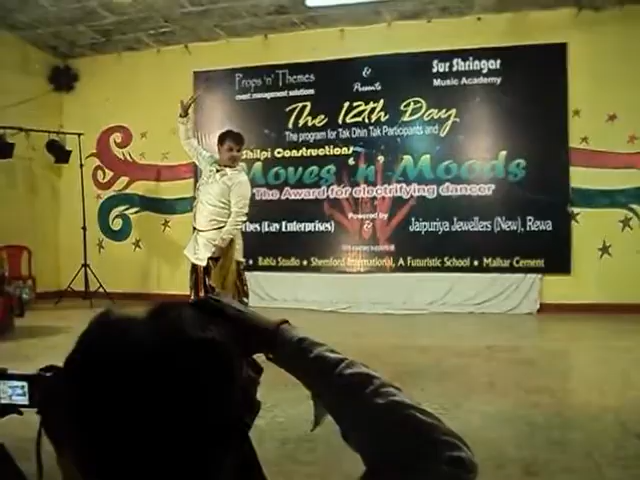 Props 'n' Themes
event management solutions
&
Presents
Sur Shringar
Music Academy
The 12th Day
The program for Tak Dhin Tak Participants and
Shilpi Constructions
Moves 'n' Moods
The Award for electrifying dancer
(Ray Enterprises)
Powered by
&
Jaipuriya Jewellers (New), Rewa
★ Babla Studio ★ Shemford International, A Futuristic School ★ Malhar Cement